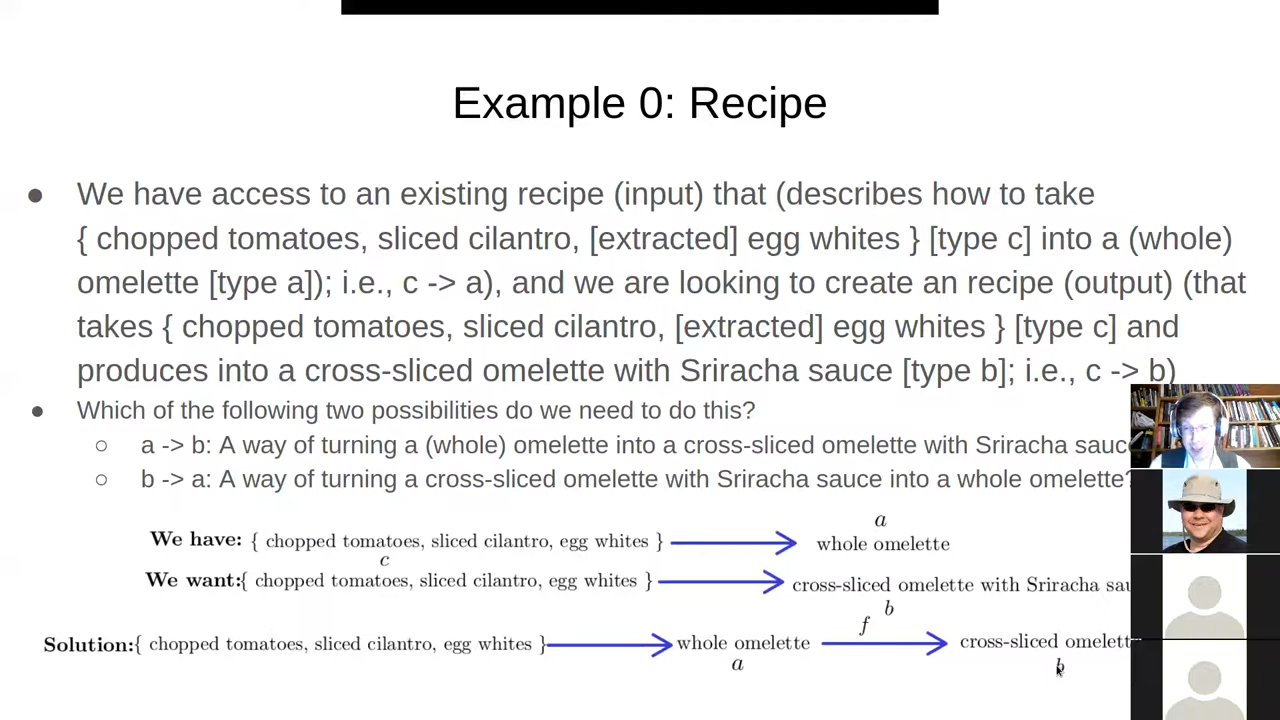 Example 0: Recipe
● We have access to an existing recipe (input) that (describes how to take
{ chopped tomatoes, sliced cilantro, [extracted] egg whites } [type c] into a (whole)
omelette [type a]); i.e., c -> a), and we are looking to create an recipe (output) (that
takes { chopped tomatoes, sliced cilantro, [extracted] egg whites } [type c] and
produces into a cross-sliced omelette with Sriracha sauce [type b]; i.e., c -> b)
● Which of the following two possibilities do we need to do this?
○ a -> b: A way of turning a (whole) omelette into a cross-sliced omelette with Sriracha sauc
○ b -> a: A way of turning a cross-sliced omelette with Sriracha sauce into a whole omelette?
a
We have: { chopped tomatoes, sliced cilantro, egg whites } whole omelette
c
We want:{ chopped tomatoes, sliced cilantro, egg whites } cross-sliced omelette with Sriracha sau
b
f
Solution:{ chopped tomatoes, sliced cilantro, egg whites } whole omelette cross-sliced omelett
a b